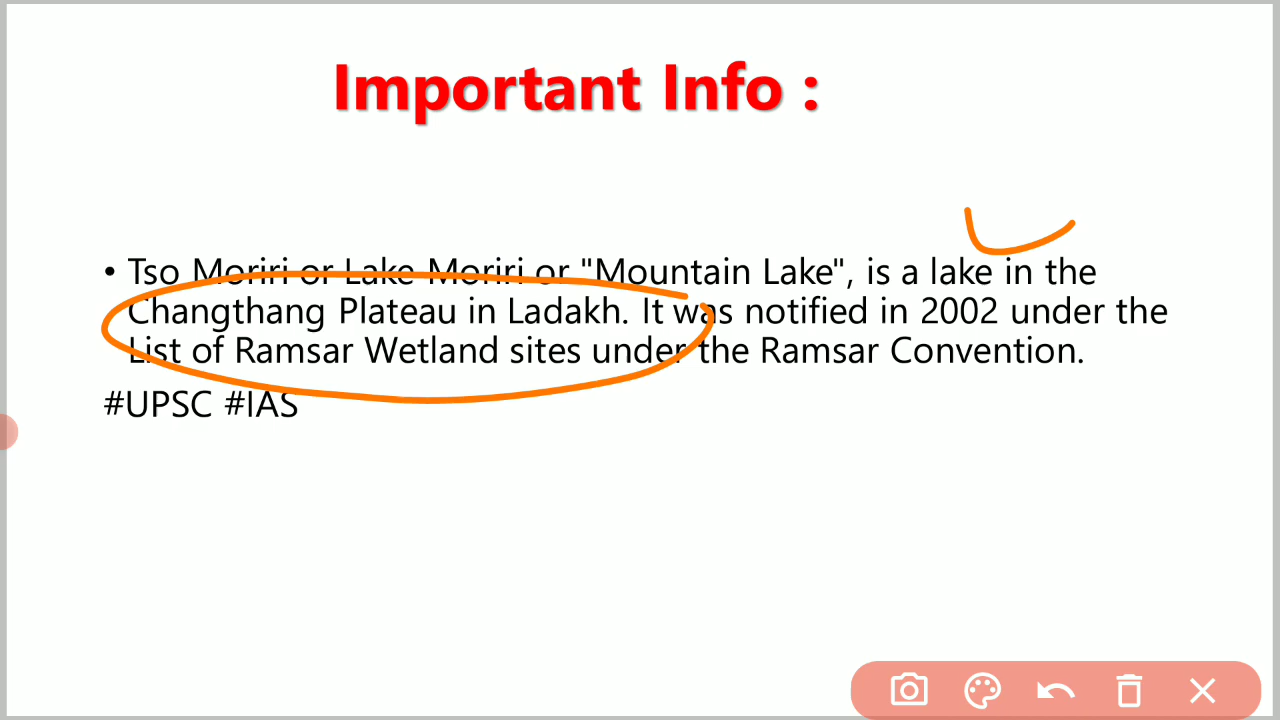 Important Info :
• Tso Moriri or Lake Moriri or "Mountain Lake", is a lake in the
Changthang Plateau in Ladakh. It was notified in 2002 under the
List of Ramsar Wetland sites under the Ramsar Convention.
#UPSC #IAS